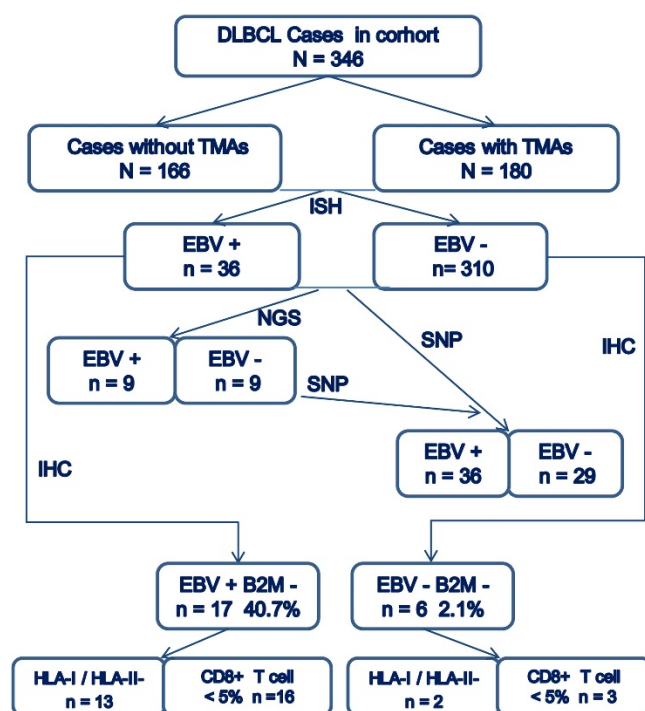 DLBCL Cases in corhort
N = 346
Cases without TMAs
N = 166
Cases with TMAs
N = 180
ISH
EBV +
n = 36
EBV -
n= 310
NGS
SNP
IHC
EBV +
n = 9
EBV -
n = 9
SNP
EBV +
n = 36
EBV -
n = 29
IHC
EBV + B2M -
n = 17 40.7%
EBV - B2M -
n = 6 2.1%
HLA-I / HLA-II-
n = 13
CD8+ T cell
< 5% n =16
HLA-I / HLA-II-
n = 2
CD8+ T cell
< 5% n = 3